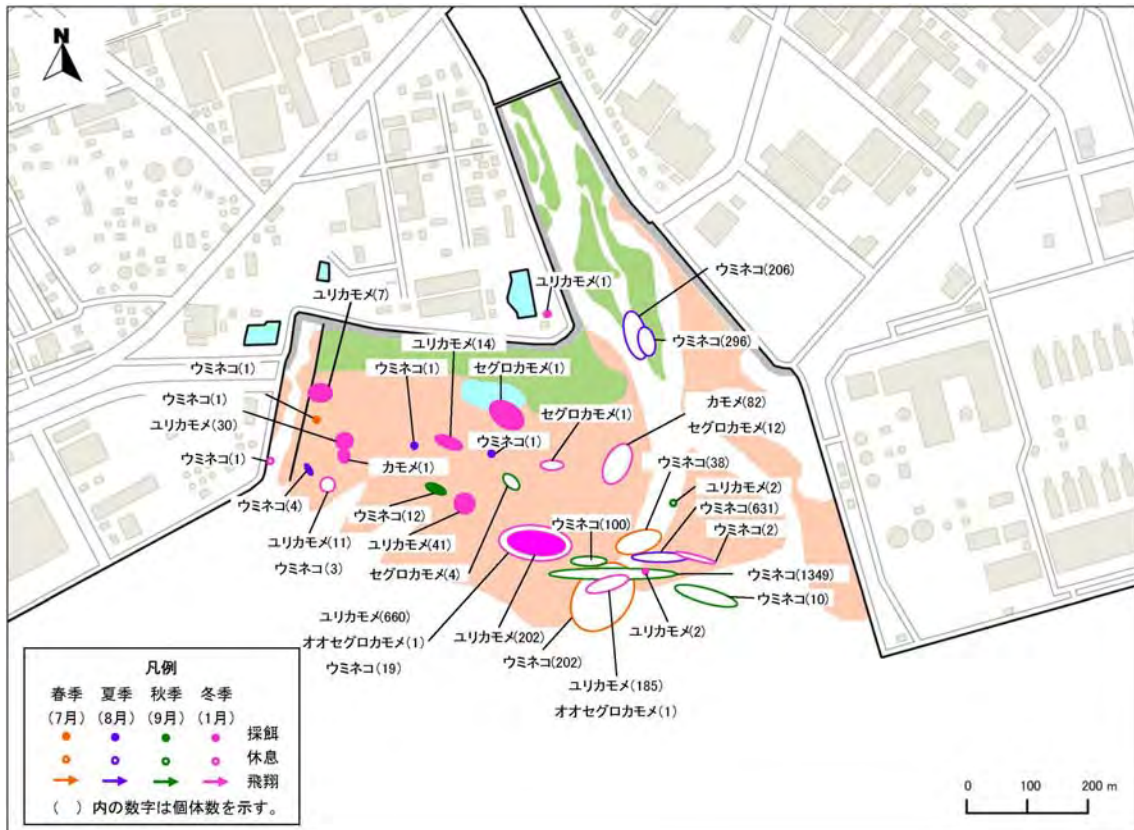 N
ユリカモメ(1)
ウミネコ(206)
ユリカモメ(7)
ユリカモメ(14)
ウミネコ(296)
ウミネコ(1)
ウミネコ(1)
セグロカモメ(1)
ウミネコ(1)
ユリカモメ(30)
セグロカモメ(1)
カモメ(82)
セグロカモメ(12)
ウミネコ(1)
ウミネコ(1)
カモメ(1)
ウミネコ(38)
ユリカモメ(2)
ウミネコ(4)
ウミネコ(12)
ウミネコ(631)
ウミネコ(100)
ウミネコ(2)
ユリカモメ(11)
ウミネコ(3)
ユリカモメ(41)
セグロカモメ(4)
ウミネコ(1349)
ウミネコ(10)
ユリカモメ(660)
オオセグロカモメ(1)
ウミネコ(19)
ユリカモメ(202)
ユリカモメ(2)
ウミネコ(202)
ユリカモメ(185)
オオセグロカモメ(1)
凡例
春季 夏季 秋季 冬季
(7月) (8月) (9月) (1月)
採餌
休息
飛翔
( )内の数字は個体数を示す。
0 100 200 m